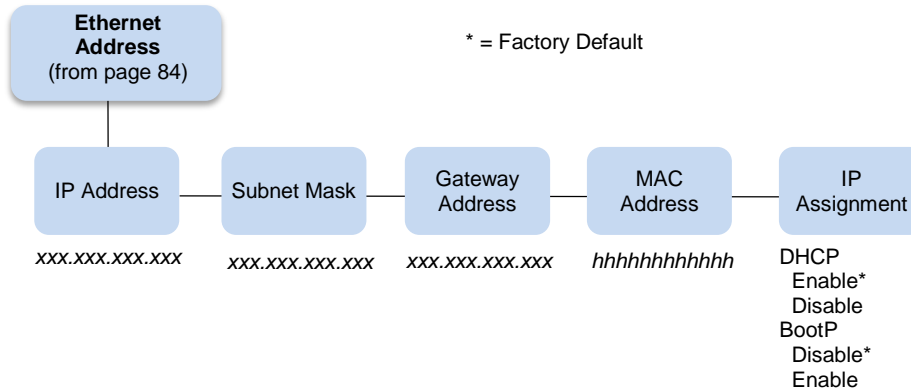 Ethernet
Address
(from page 84)
* = Factory Default
IP Address
Subnet Mask
Gateway
Address
MAC
Address
IP
Assignment
xxx.xxx.xxx.xxx
xxx.xxx.xxx.xxx
xxx.xxx.xxx.xxx
hhhhhhhhhhhh
DHCP
Enable*
Disable
BootP
Disable*
Enable